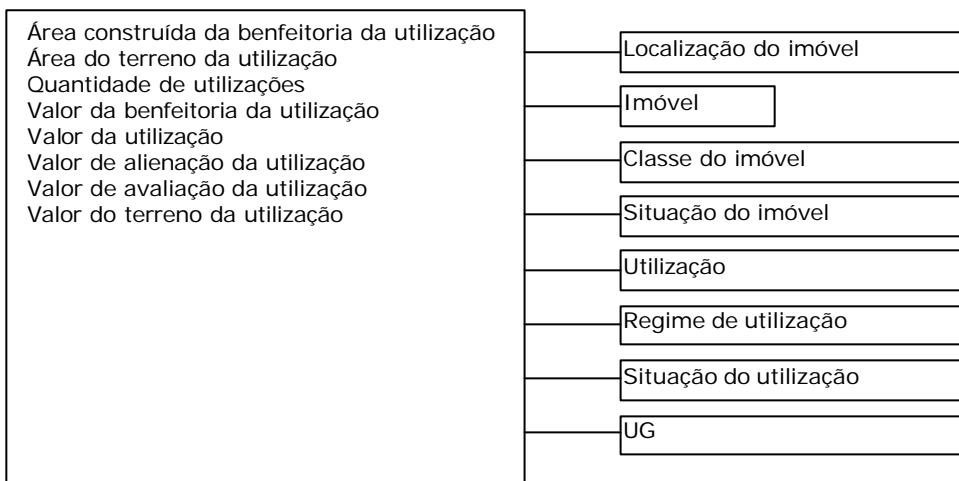 Área construída da benfeitoria da utilização
Área do terreno da utilização
Quantidade de utilizações
Valor da benfeitoria da utilização
Valor da utilização
Valor de alienação da utilização
Valor de avaliação da utilização
Valor do terreno da utilização
Localização do imóvel
Imóvel
Classe do imóvel
Situação do imóvel
Utilização
Regime de utilização
Situação do utilização
UG